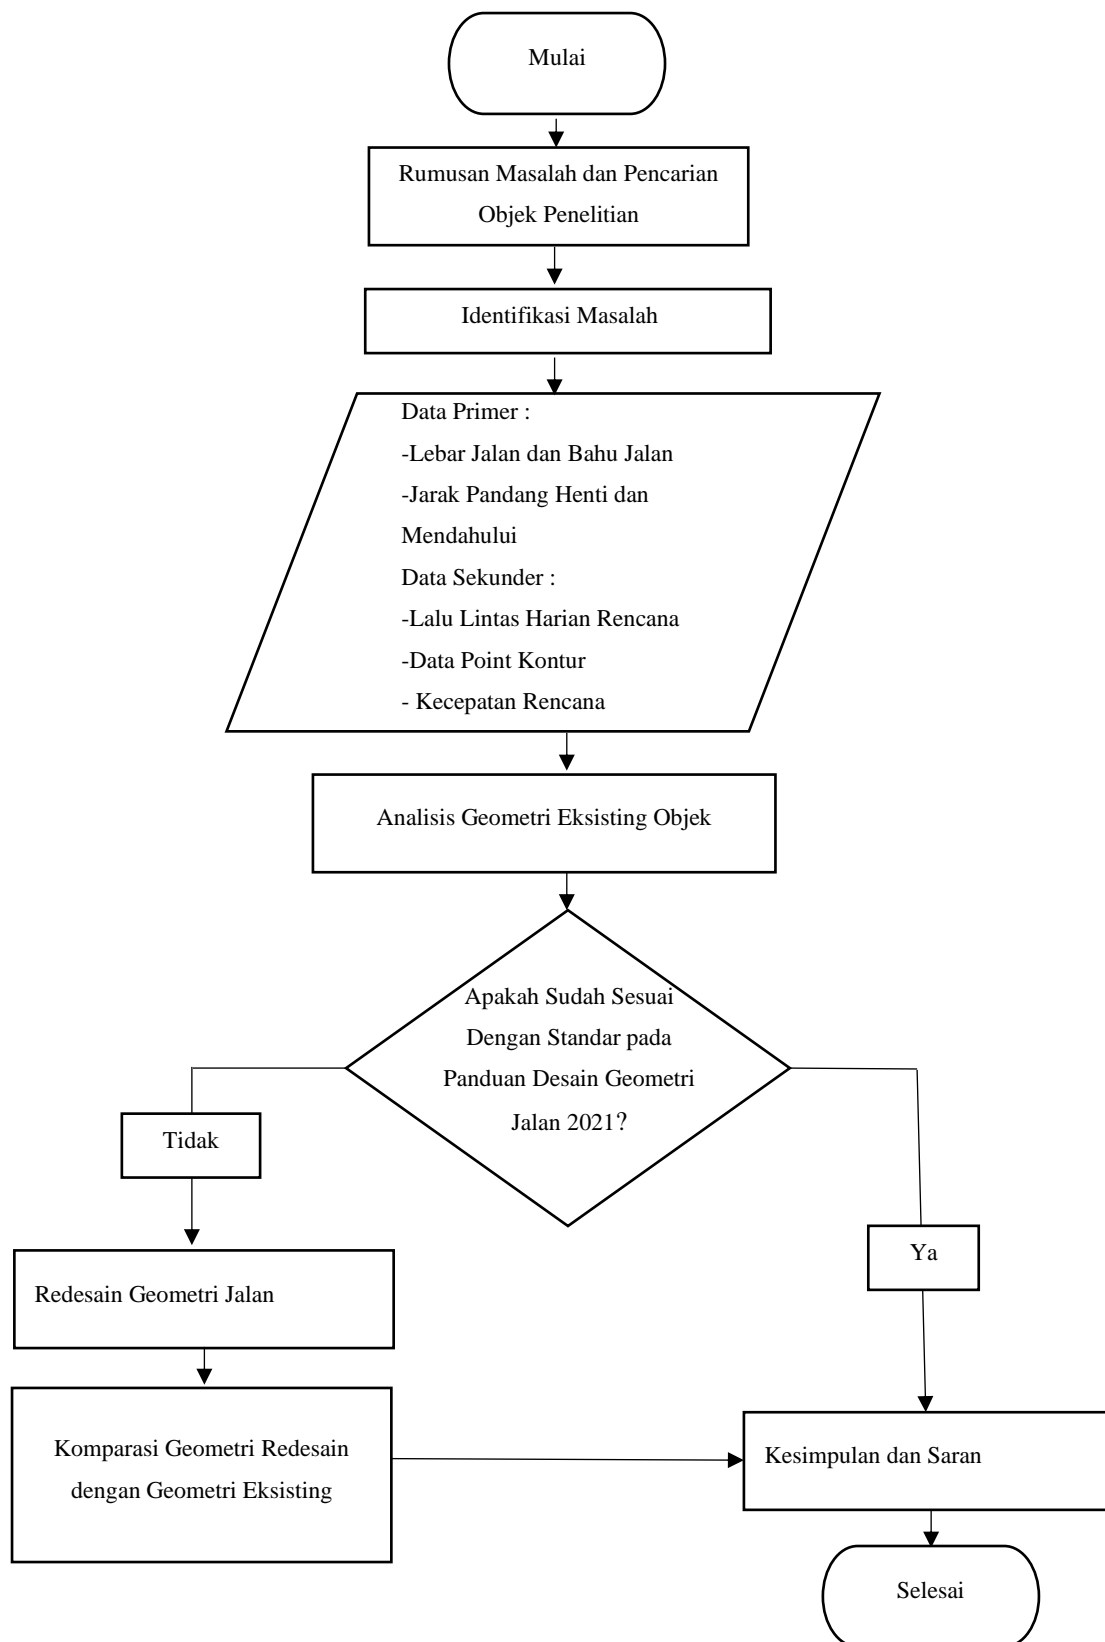 Mulai
Rumusan Masalah dan Pencarian
Objek Penelitian
Identifikasi Masalah
Data Primer :
-Lebar Jalan dan Bahu Jalan
-Jarak Pandang Henti dan
Mendahului
Data Sekunder :
-Lalu Lintas Harian Rencana
-Data Point Kontur
- Kecepatan Rencana
Analisis Geometri Eksisting Objek
Apakah Sudah Sesuai
Dengan Standar pada
Panduan Desain Geometri
Jalan 2021?
Tidak
Ya
Redesain Geometri Jalan
Komparasi Geometri Redesain
dengan Geometri Eksisting
Kesimpulan dan Saran
Selesai